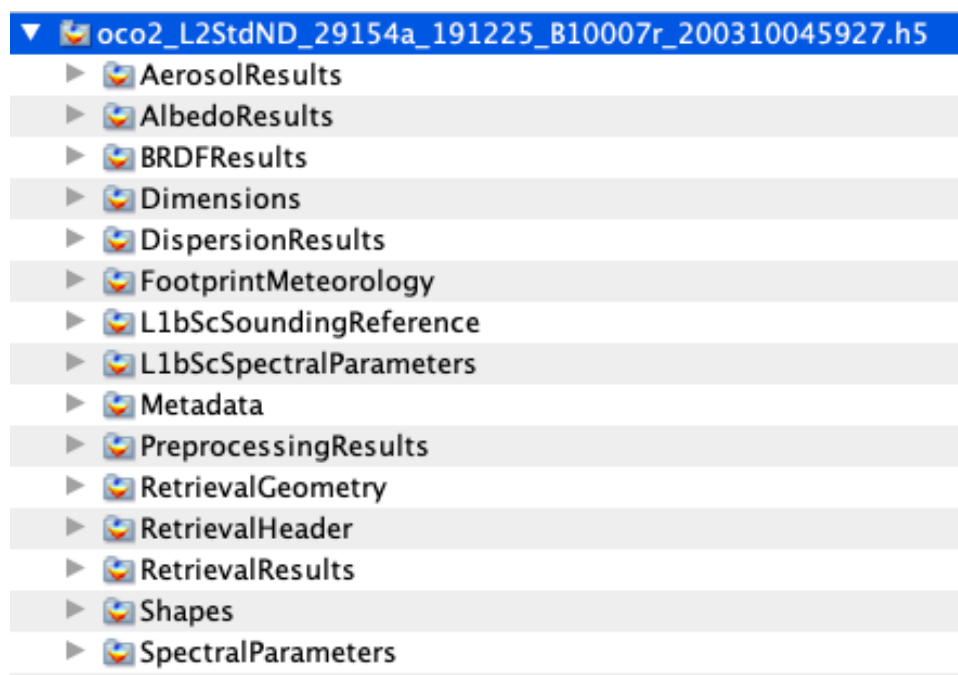 oco2_L2StdND_29154a_191225_B10007r_200310045927.h5
AerosolResults
AlbedoResults
BRDFResults
Dimensions
DispersionResults
FootprintMeteorology
L1bScSoundingReference
L1bScSpectralParameters
Metadata
PreprocessingResults
RetrievalGeometry
RetrievalHeader
RetrievalResults
Shapes
SpectralParameters